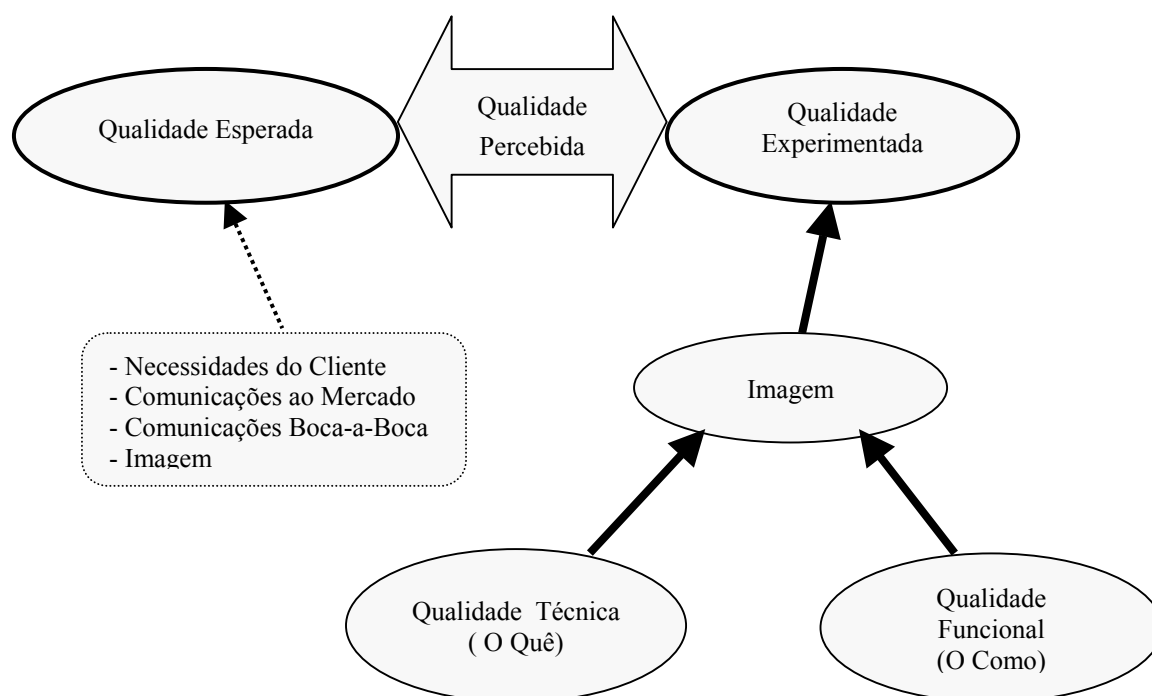 Qualidade Esperada
Qualidade
Percebida
Qualidade
Experimentada
- Necessidades do Cliente
- Comunicações ao Mercado
- Comunicações Boca-a-Boca
- Imagem
Imagem
Qualidade Técnica
( O Quê)
Qualidade
Funcional
(O Como)